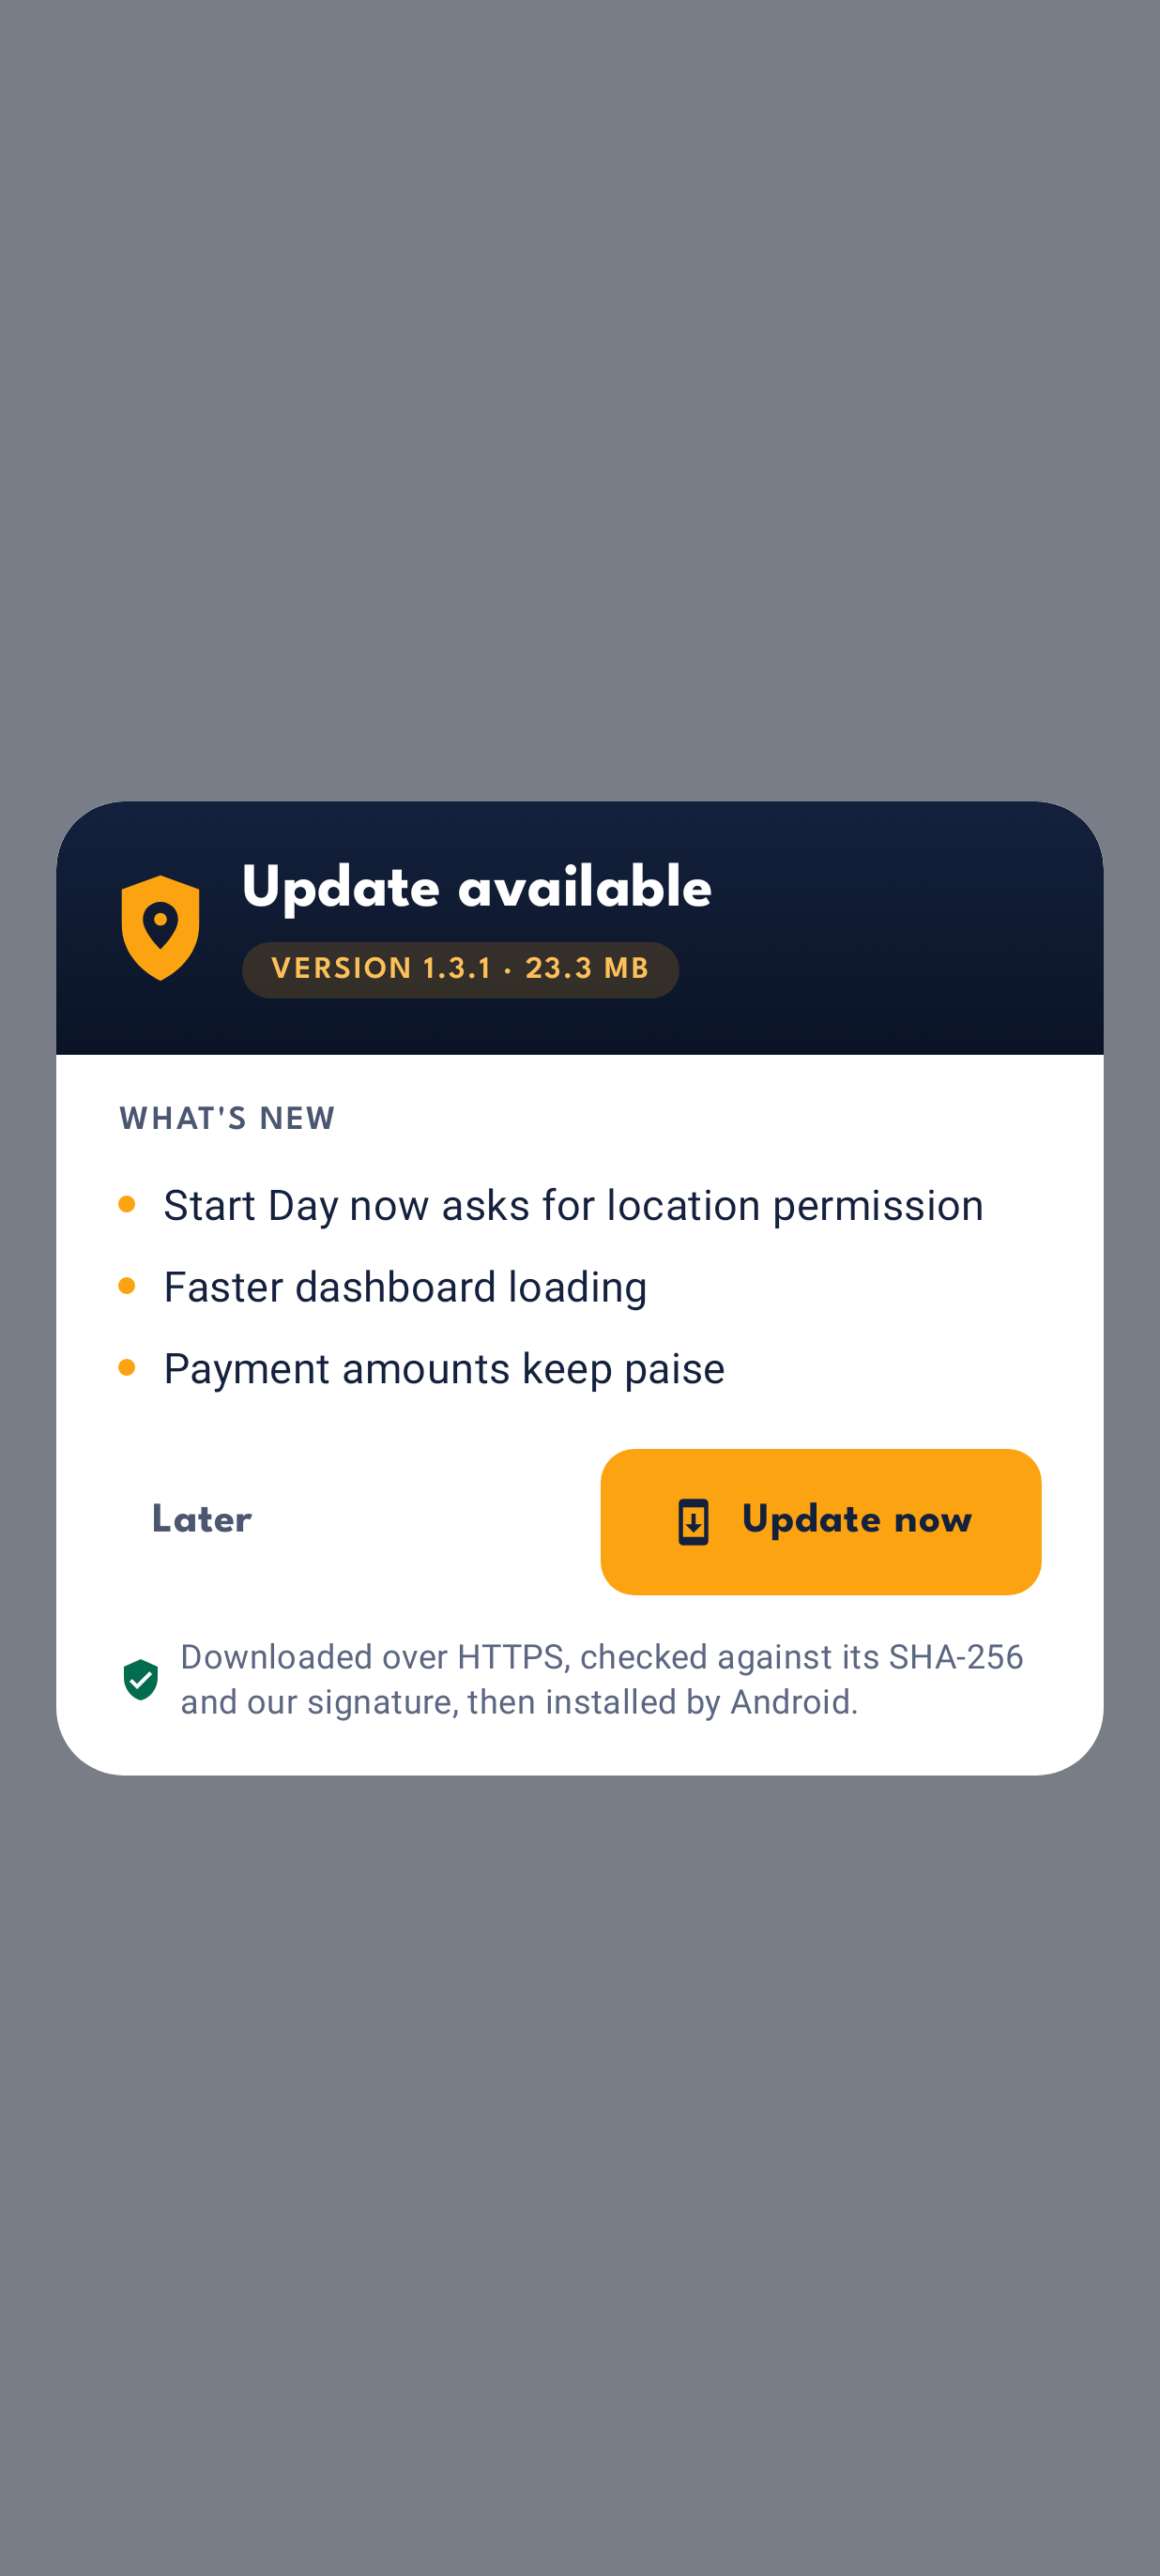 Update available
VERSION 1.3.1 · 23.3 MB
WHAT'S NEW
Start Day now asks for location permission
Faster dashboard loading
Payment amounts keep paise
Later
Update now
Downloaded over HTTPS, checked against its SHA-256
and our signature, then installed by Android.